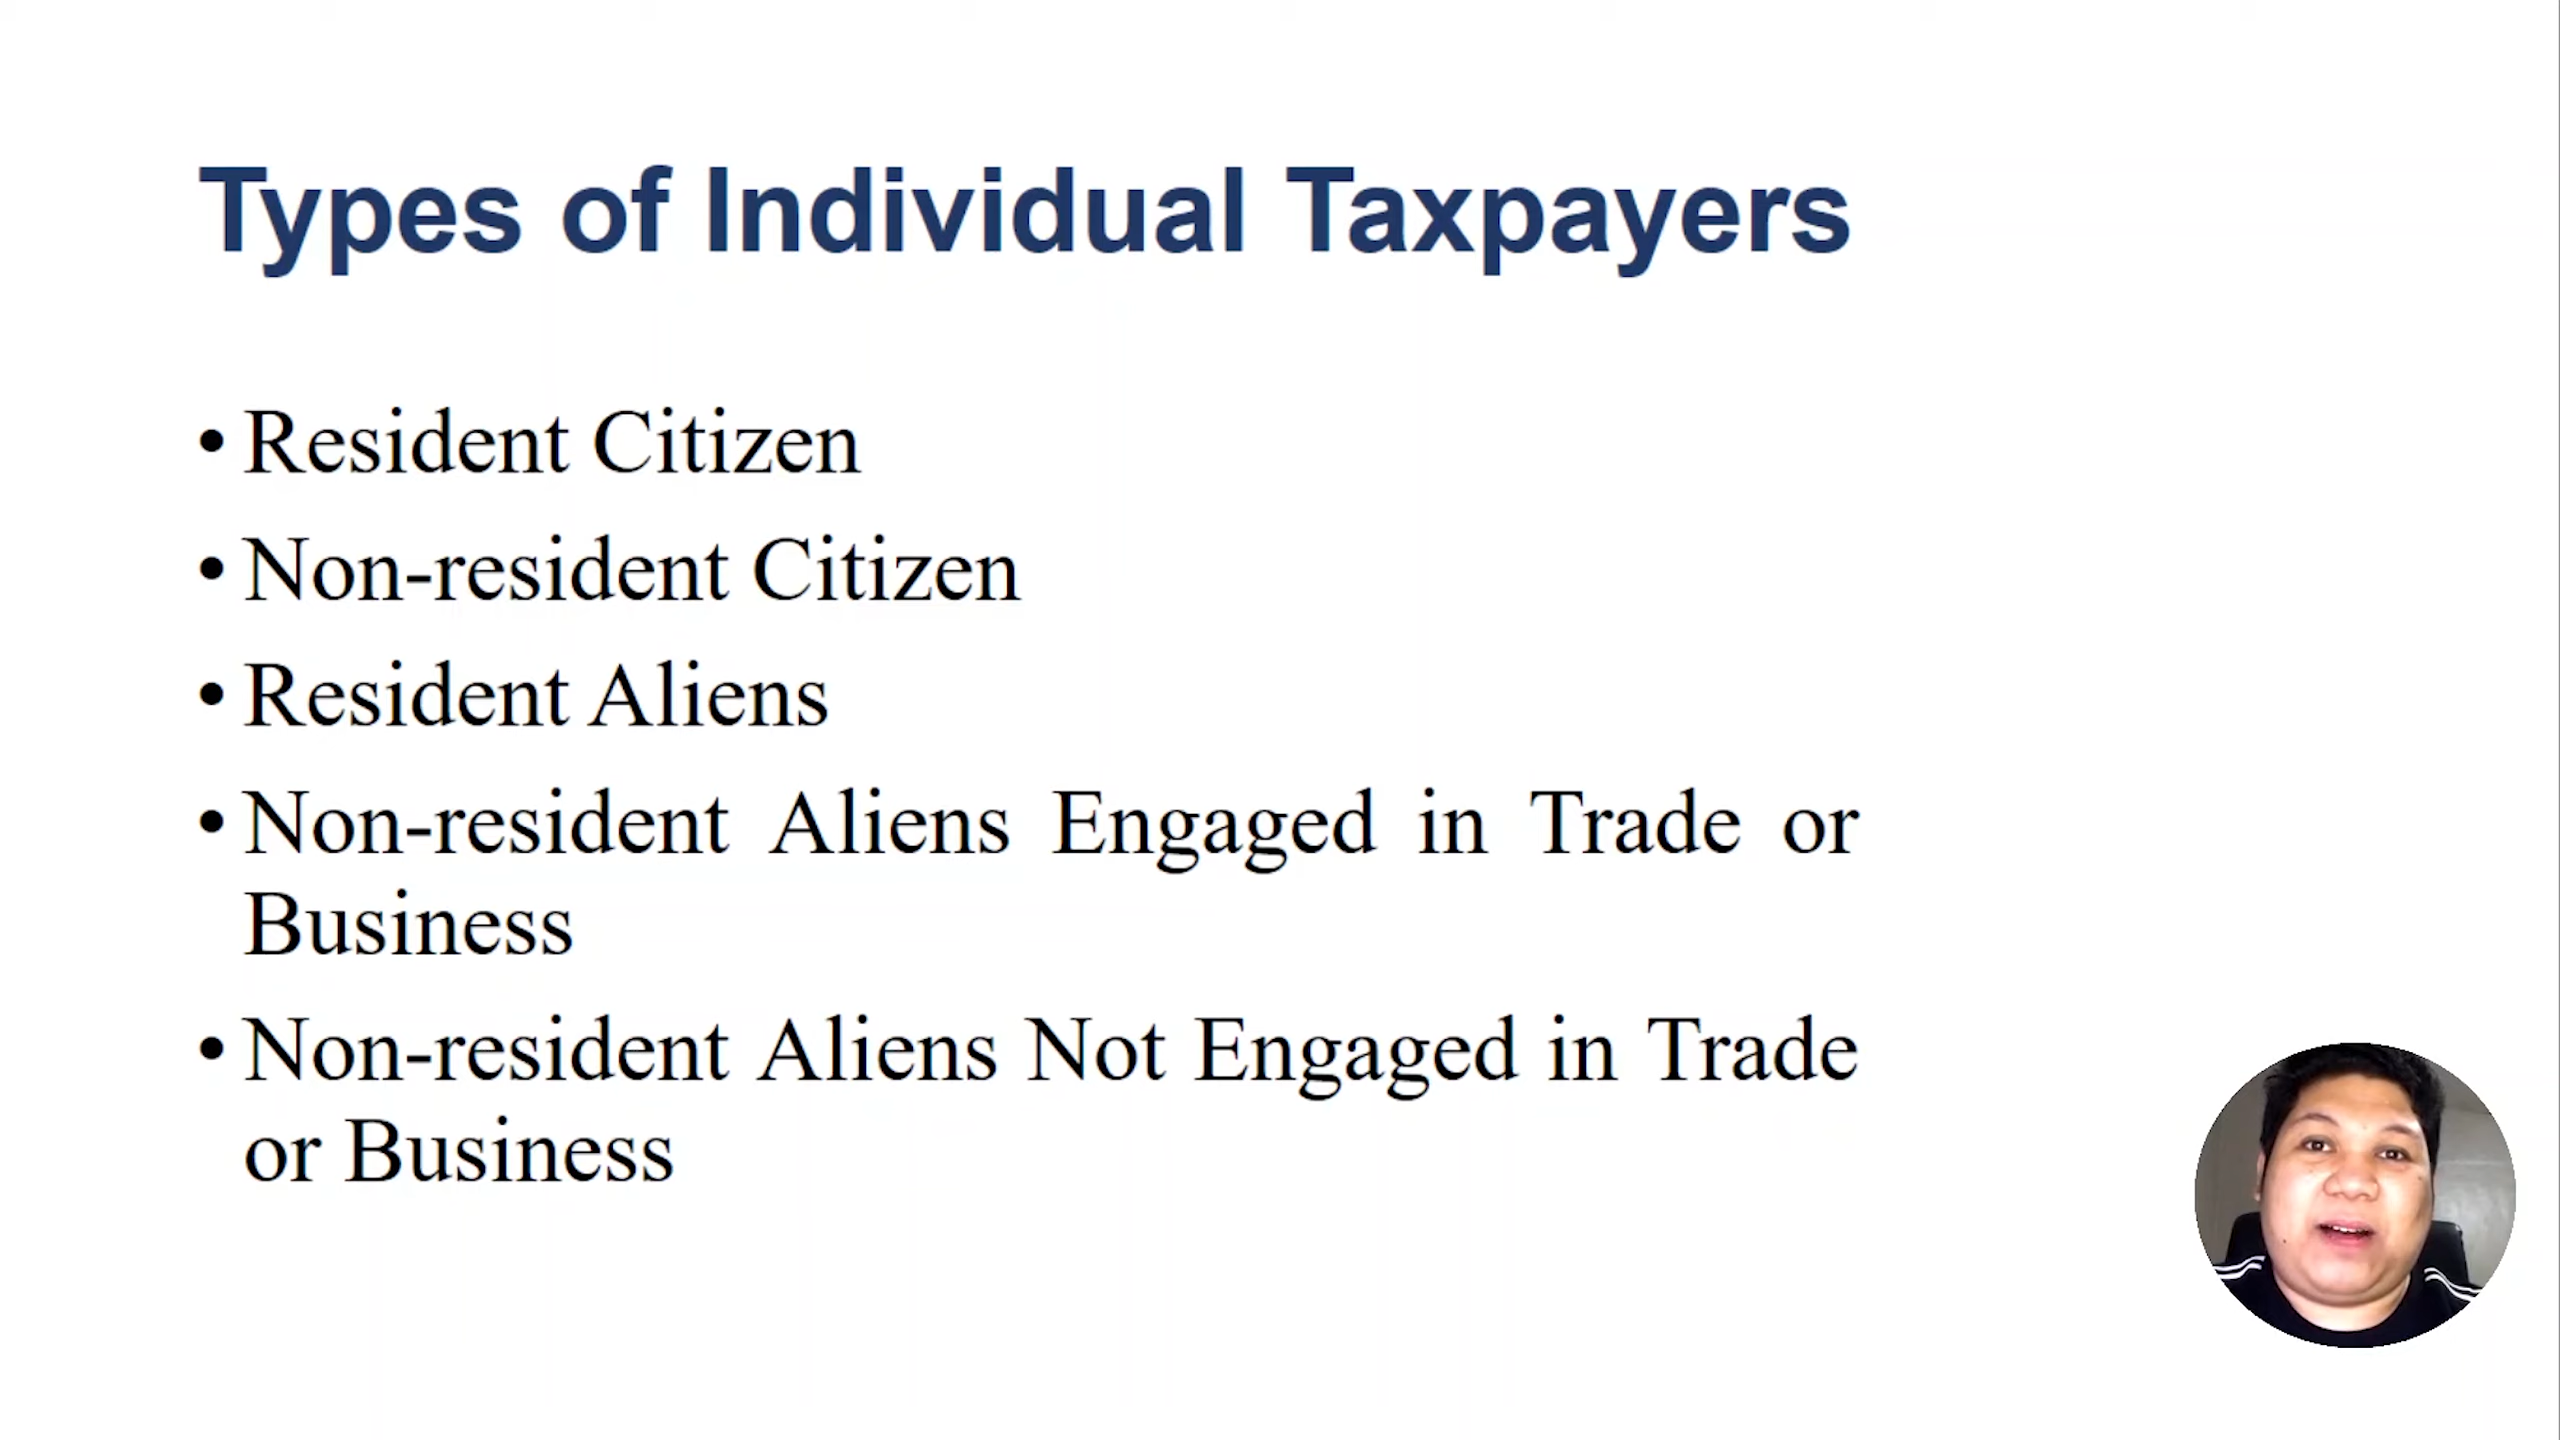 Types of Individual Taxpayers
• Resident Citizen
• Non-resident Citizen
• Resident Aliens
• Non-resident Aliens Engaged in Trade or
Business
• Non-resident Aliens Not Engaged in Trade
or Business